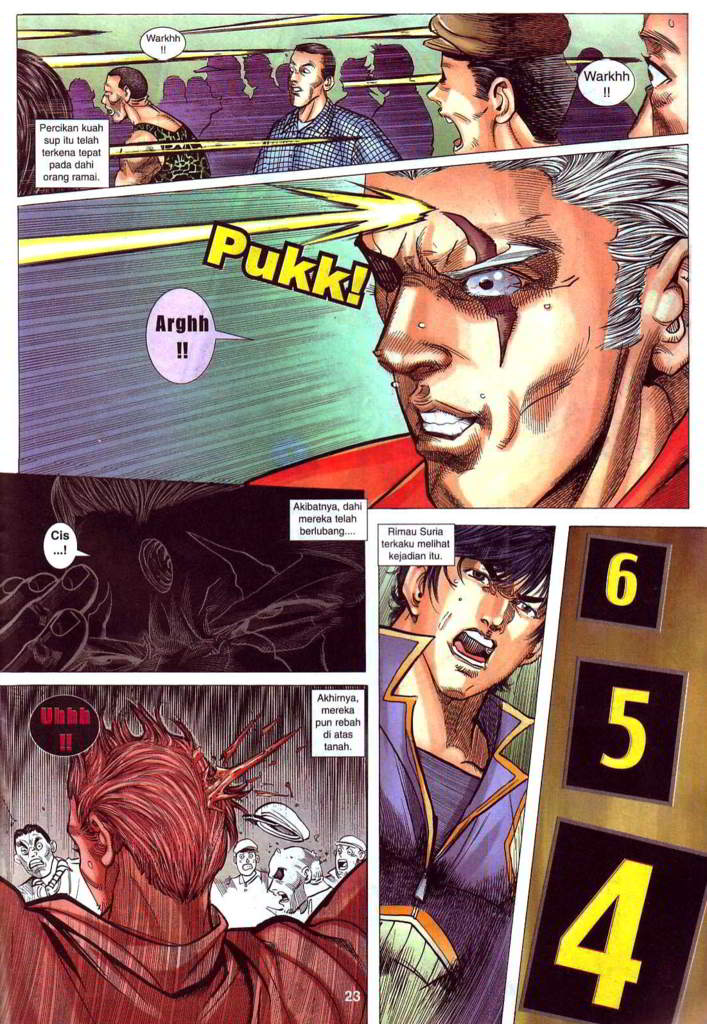 Warkh
!!
Warkhh
!!
Percikan kuah
sup itu telah
terkena tepat
pada dahi
orang ramai.
Pukk!
Arghh
!!
Akibatnya, dahi
mereka telah
berlubang....
Cis
...!
Rimau Suria
terkaku melihat
kejadian itu.
6
5
4
Akhirnya,
mereka
pun rebah
di atas
tanah.
Uhhh
!!
23